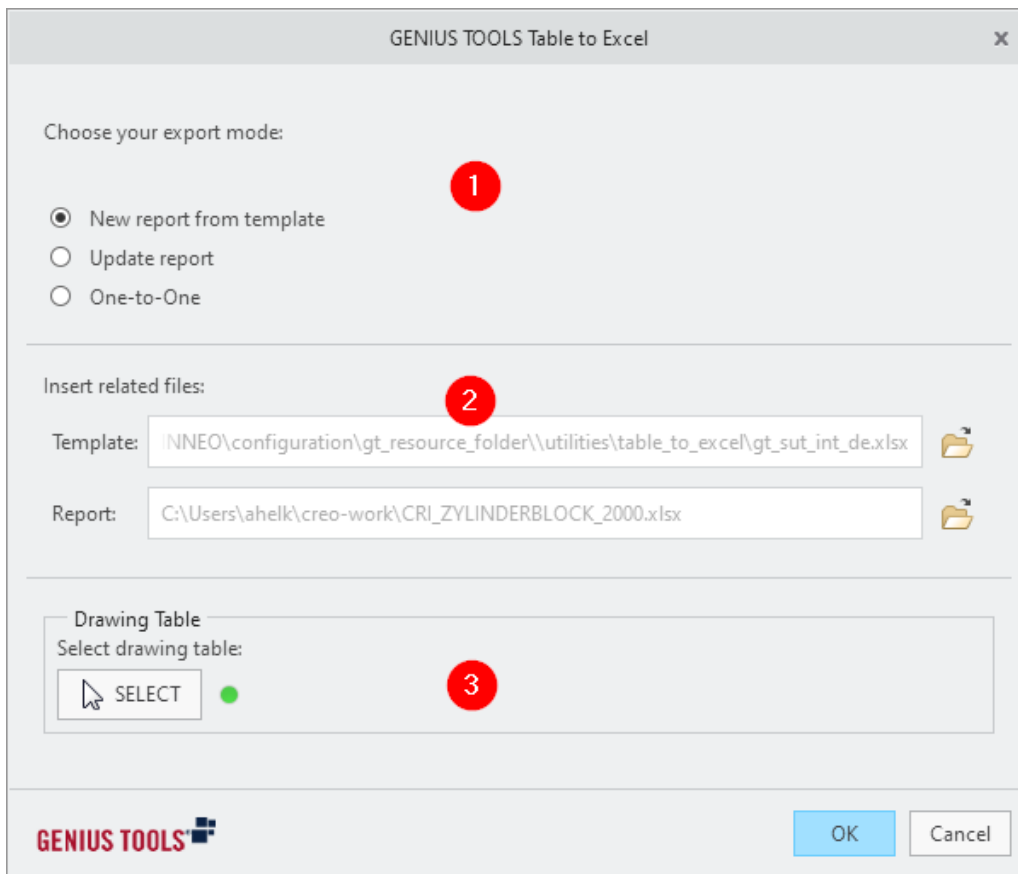 GENIUS TOOLS Table to Excel
Choose your export mode:
1
New report from template
Update report
One-to-One
Insert related files:
2
Template: INNEO\configuration\gt_resource_folder\\utilities\table_to_excel\gt_sut_int_de.xlsx
Report: C:\Users\ahelk\creo-work\CRI_ZYLINDERBLOCK_2000.xlsx
Drawing Table
Select drawing table:
SELECT
3
GENIUS TOOLS
OK Cancel